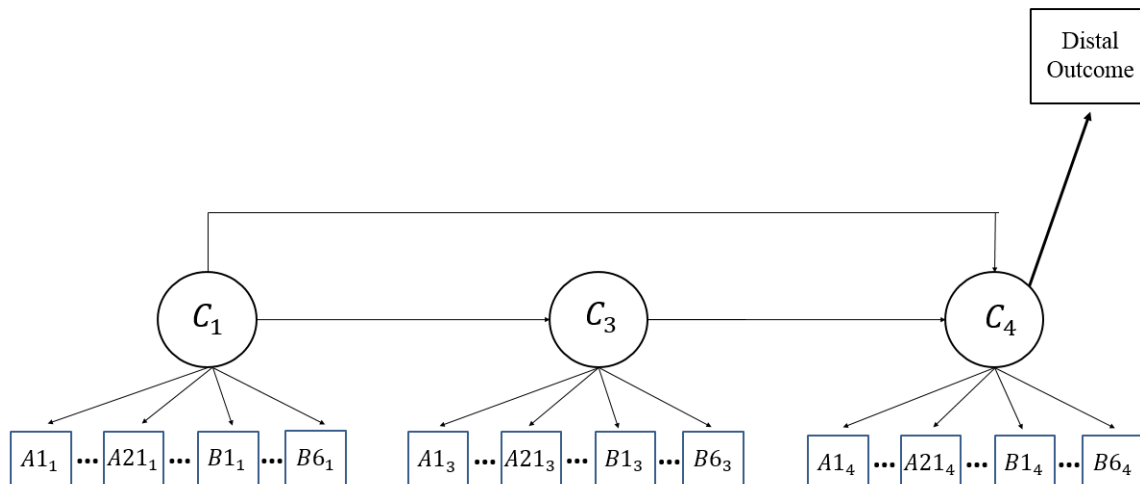 Distal
Outcome
C₁ C₃ C₄
A1₁ ... A21₁ ... B1₁ ... B6₁ A1₃ ... A21₃ ... B1₃ ... B6₃ A1₄ ... A21₄ ... B1₄ ... B6₄